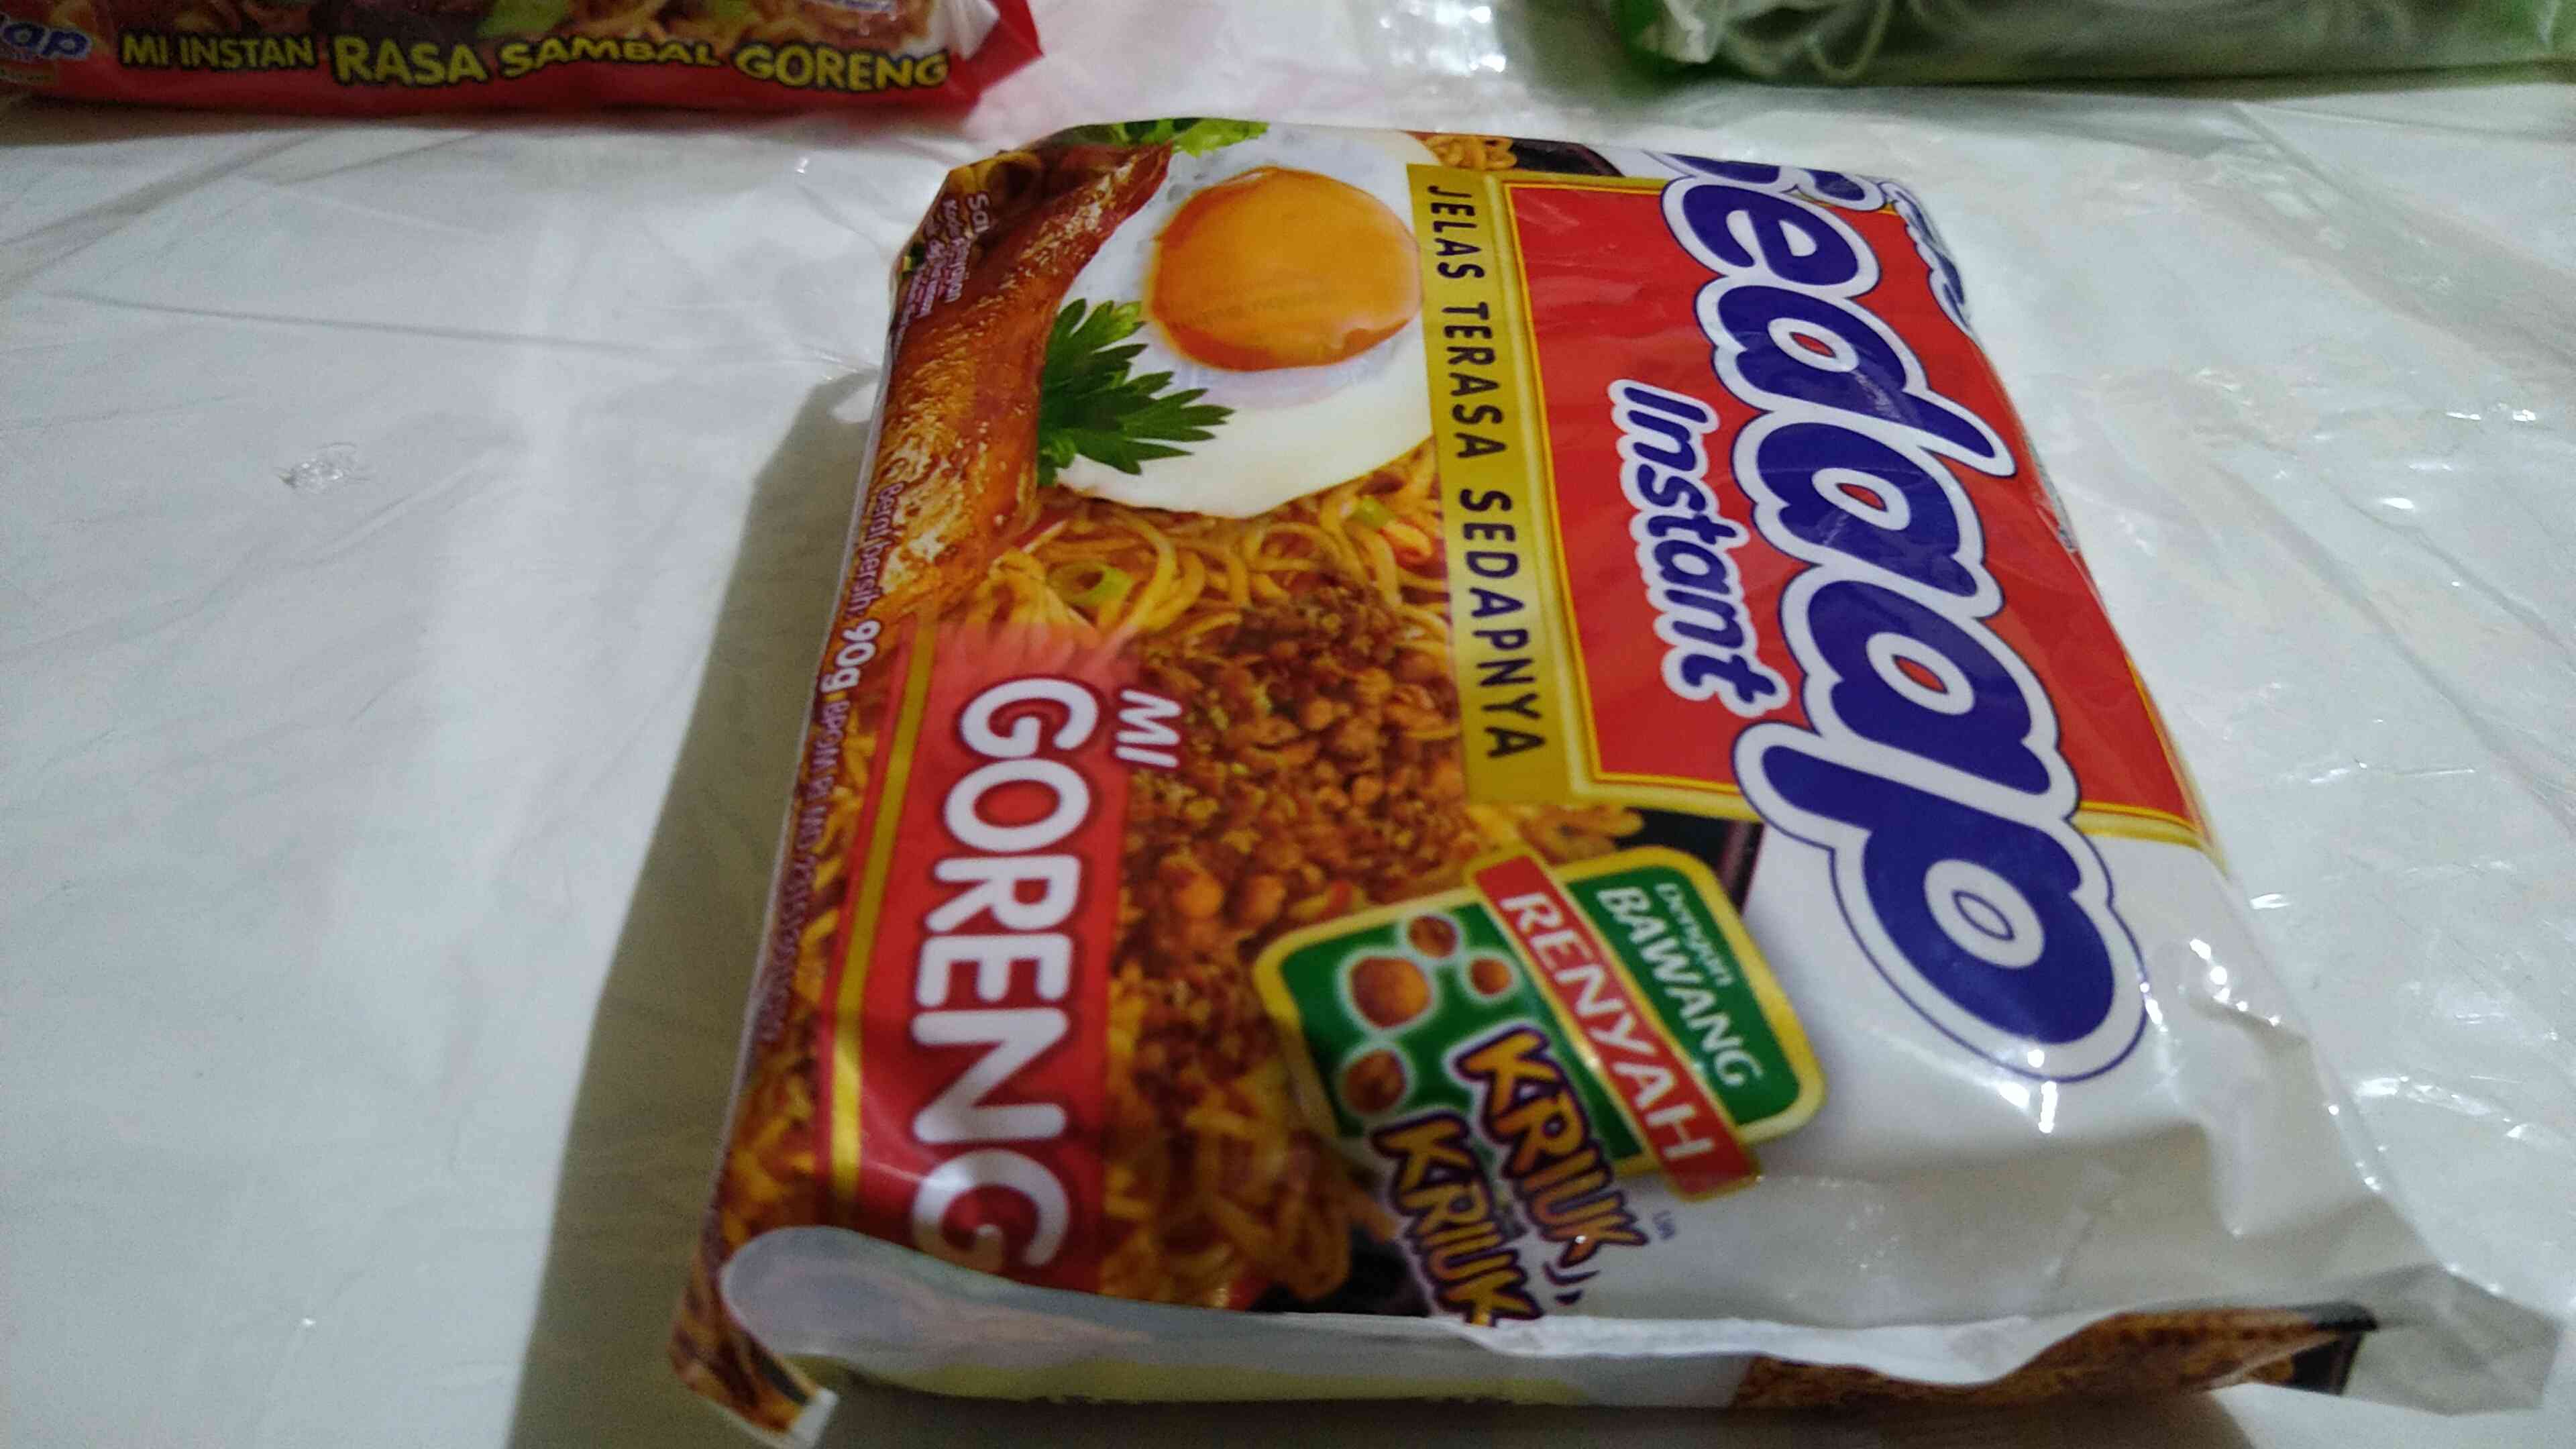 MI INSTAN RASA SAMBAL GORENG
Sedaap
Instant
JELAS TERASA SEDAPNYA
Dengan
BAWANG
RENYAH
KRIUK
KRIUK
MI
GORENG
Berat bersih: 90g